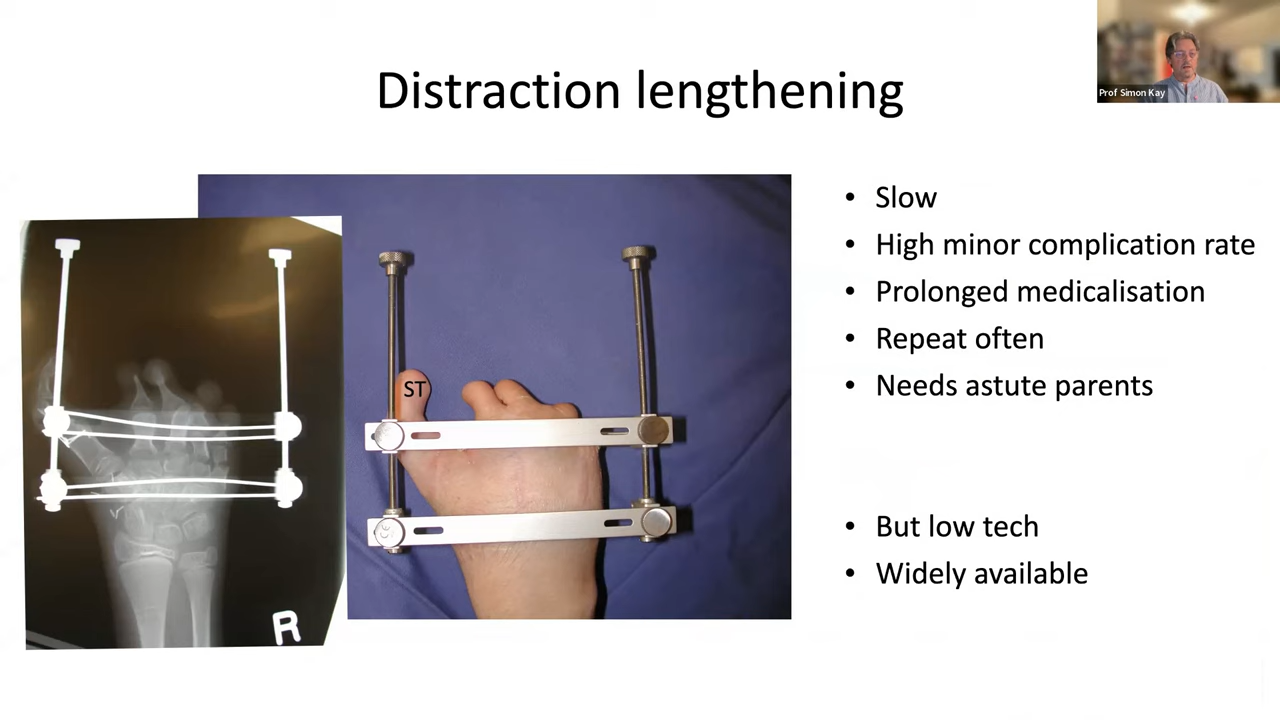 Distraction lengthening
Prof Simon Kay
ST
R
• Slow
• High minor complication rate
• Prolonged medicalisation
• Repeat often
• Needs astute parents
• But low tech
• Widely available